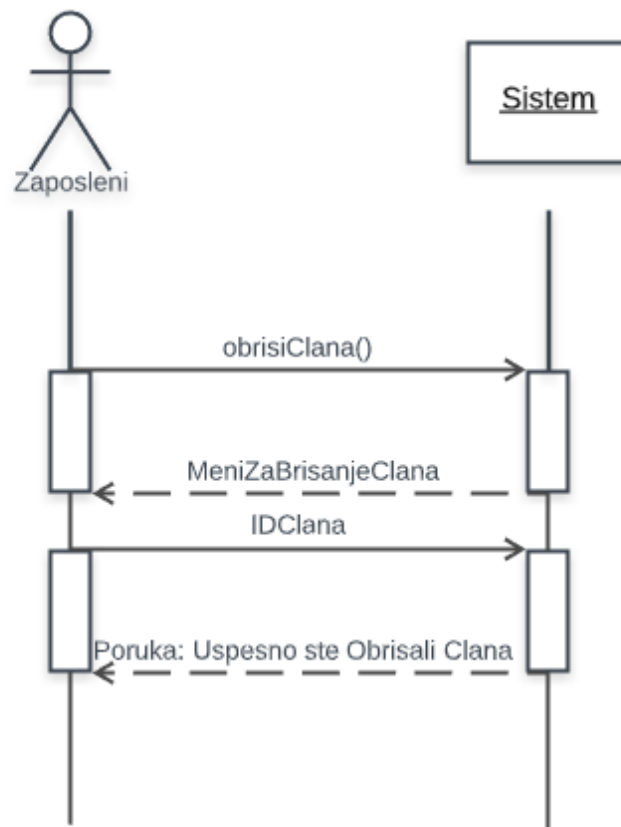 Zaposleni
Sistem
obrisiClana()
MeniZaBrisanjeClana
IDClana
Poruka: Uspesno ste Obrisali Clana